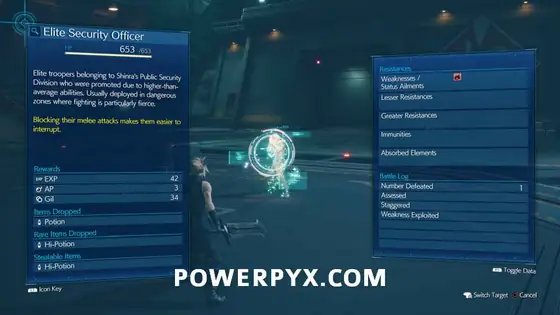 Elite Security Officer
HP 653 /653
Elite troopers belonging to Shinra's Public Security
Division who were promoted due to higher-than-
average abilities. Usually deployed in dangerous
zones where fighting is particularly fierce.
Blocking their melee attacks makes them easier to
interrupt.
Rewards
EXP 42
AP 3
Gil 34
Items Dropped
Potion
Rare Items Dropped
Hi-Potion
Stealable Items
Hi-Potion
Icon Key
Resistances
Weaknesses /
Status Ailments
Lesser Resistances
Greater Resistances
Immunities
Absorbed Elements
Battle Log
Number Defeated 1
Assessed
Staggered
Weakness Exploited
Toggle Data
Switch Target Cancel
POWERPYX.COM